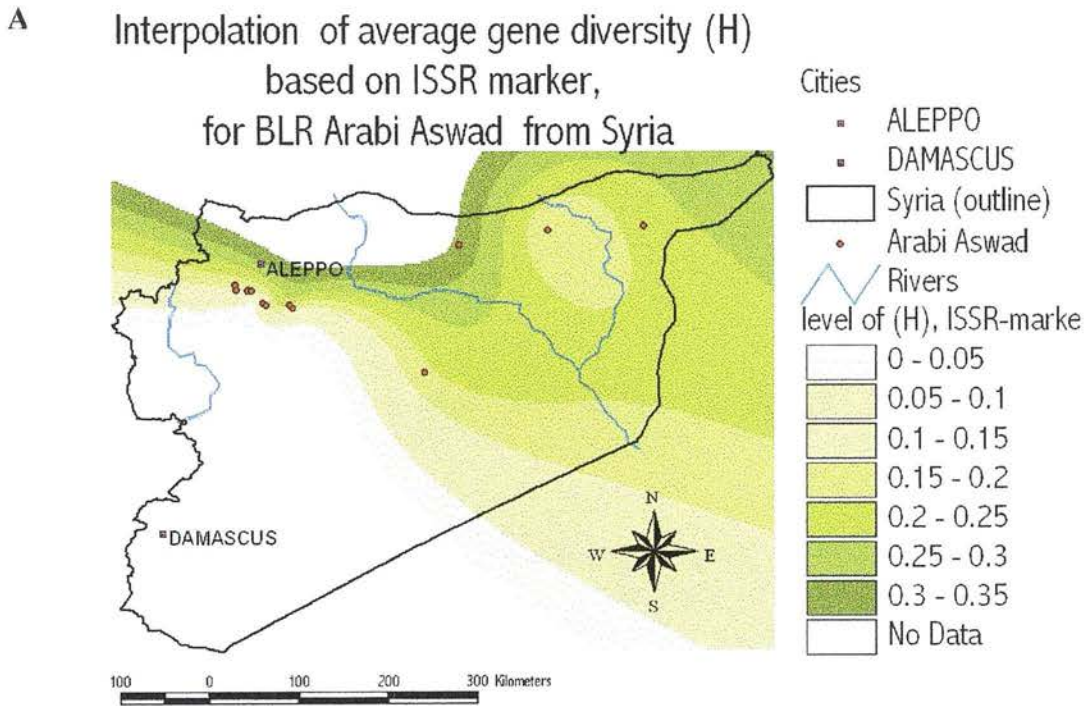 A
Interpolation of average gene diversity (H)
based on ISSR marker,
for BLR Arabi Aswad from Syria
ALEPPO
DAMASCUS
N
W
E
S
100 0 100 200 300 Kilometers
Cities
ALEPPO
DAMASCUS
Syria (outline)
Arabi Aswad
Rivers
level of (H), ISSR-marke
0 - 0.05
0.05 - 0.1
0.1 - 0.15
0.15 - 0.2
0.2 - 0.25
0.25 - 0.3
0.3 - 0.35
No Data